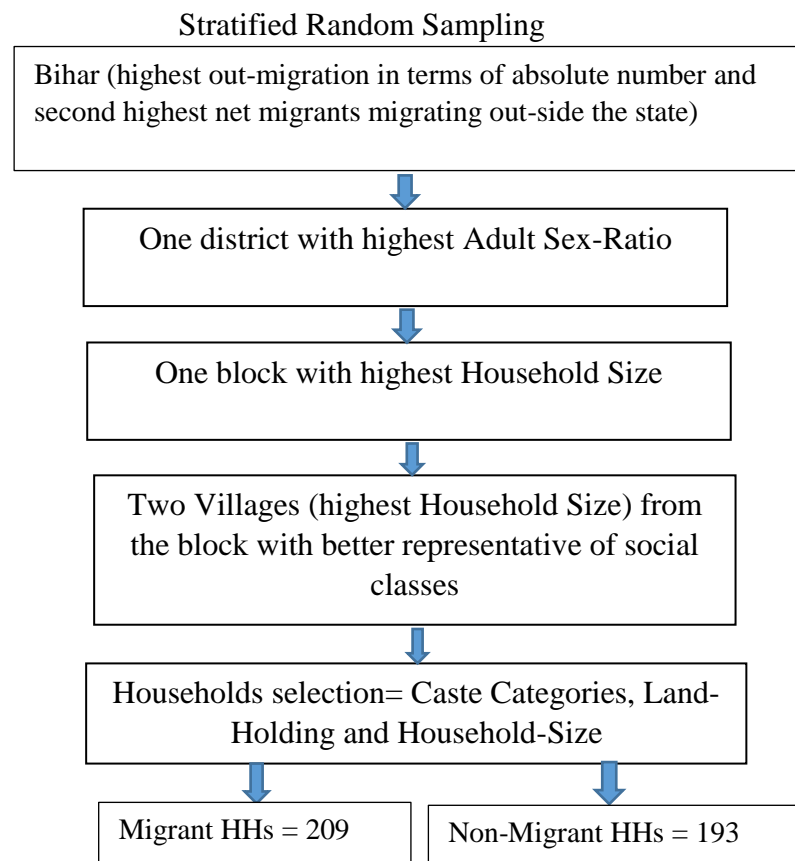 Stratified Random Sampling
Bihar (highest out-migration in terms of absolute number and
second highest net migrants migrating out-side the state)
One district with highest Adult Sex-Ratio
One block with highest Household Size
Two Villages (highest Household Size) from
the block with better representative of social
classes
Households selection= Caste Categories, Land-
Holding and Household-Size
Migrant HHs = 209
Non-Migrant HHs = 193